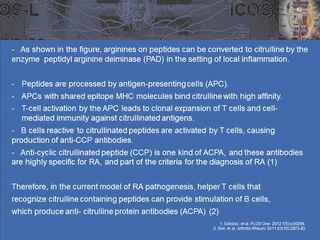 OS-L
ICOS
- As shown in the figure, arginines on peptides can be converted to citrulline by the
enzyme peptidyl arginine deiminase (PAD) in the setting of local inflammation.
- Peptides are processed by antigen-presenting cells (APC).
- APCs with shared epitope MHC molecules bind citrulline with high affinity.
- T-cell activation by the APC leads to clonal expansion of T cells and cell-
mediated immunity against citrullinated antigens.
- B cells reactive to citrullinated peptides are activated by T cells, causing
production of anti-CCP antibodies.
- Anti-cyclic citrullinated peptide (CCP) is one kind of ACPA, and these antibodies
are highly specific for RA, and part of the criteria for the diagnosis of RA (1)
Therefore, in the current model of RA pathogenesis, helper T cells that
recognize citrulline containing peptides can provide stimulation of B cells,
which produce anti- citrulline protein antibodies (ACPA) (2)